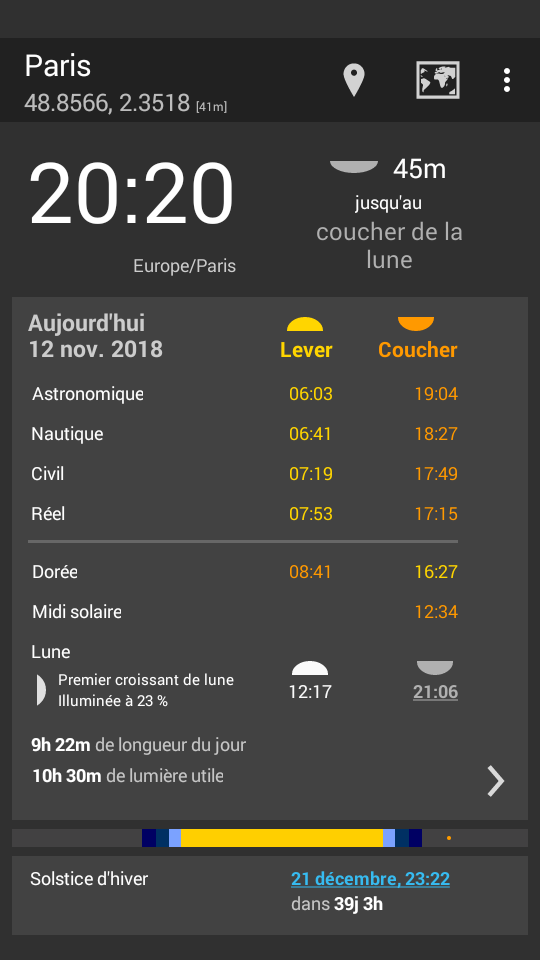 Paris
48.8566, 2.3518 [41m]
20:20
Europe/Paris
45m
jusqu'au
coucher de la
lune
Aujourd'hui
12 nov. 2018
Lever
Coucher
Astronomique 06:03 19:04
Nautique 06:41 18:27
Civil 07:19 17:49
Réel 07:53 17:15
Dorée 08:41 16:27
Midi solaire 12:34
Lune
Premier croissant de lune
Illuminée à 23 %
12:17 21:06
9h 22m de longueur du jour
10h 30m de lumière utile
Solstice d'hiver 21 décembre, 23:22
dans 39j 3h